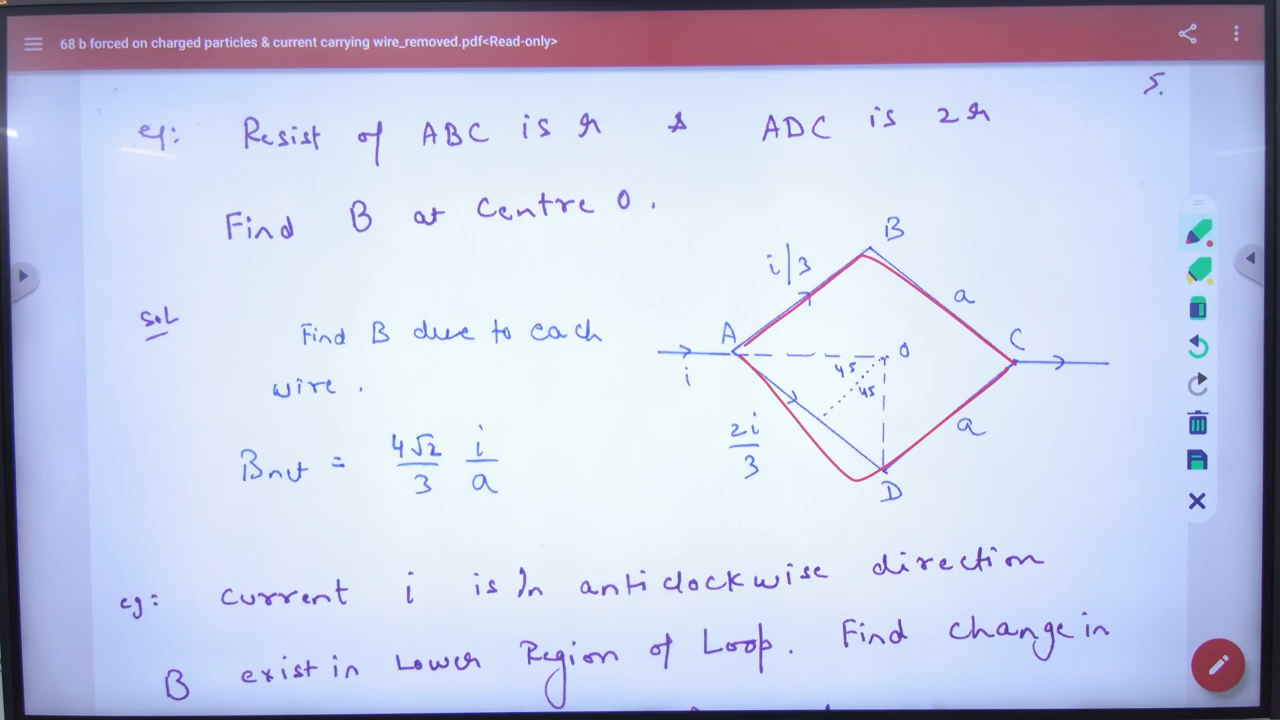 68 b forced on charged particles & current carrying wire_removed.pdf<Read-only>
5.
eg: Resist of ABC is r & ADC is 2r
Find B at Centre O.
Sol
Find B due to each
wire.
Bnet = 4√2/3 i/a
A
B
C
D
O
i
i/3
2i/3
a
a
45
45
eg: current i is In anticlockwise direction
B exist in Lower Region of Loop. Find change in